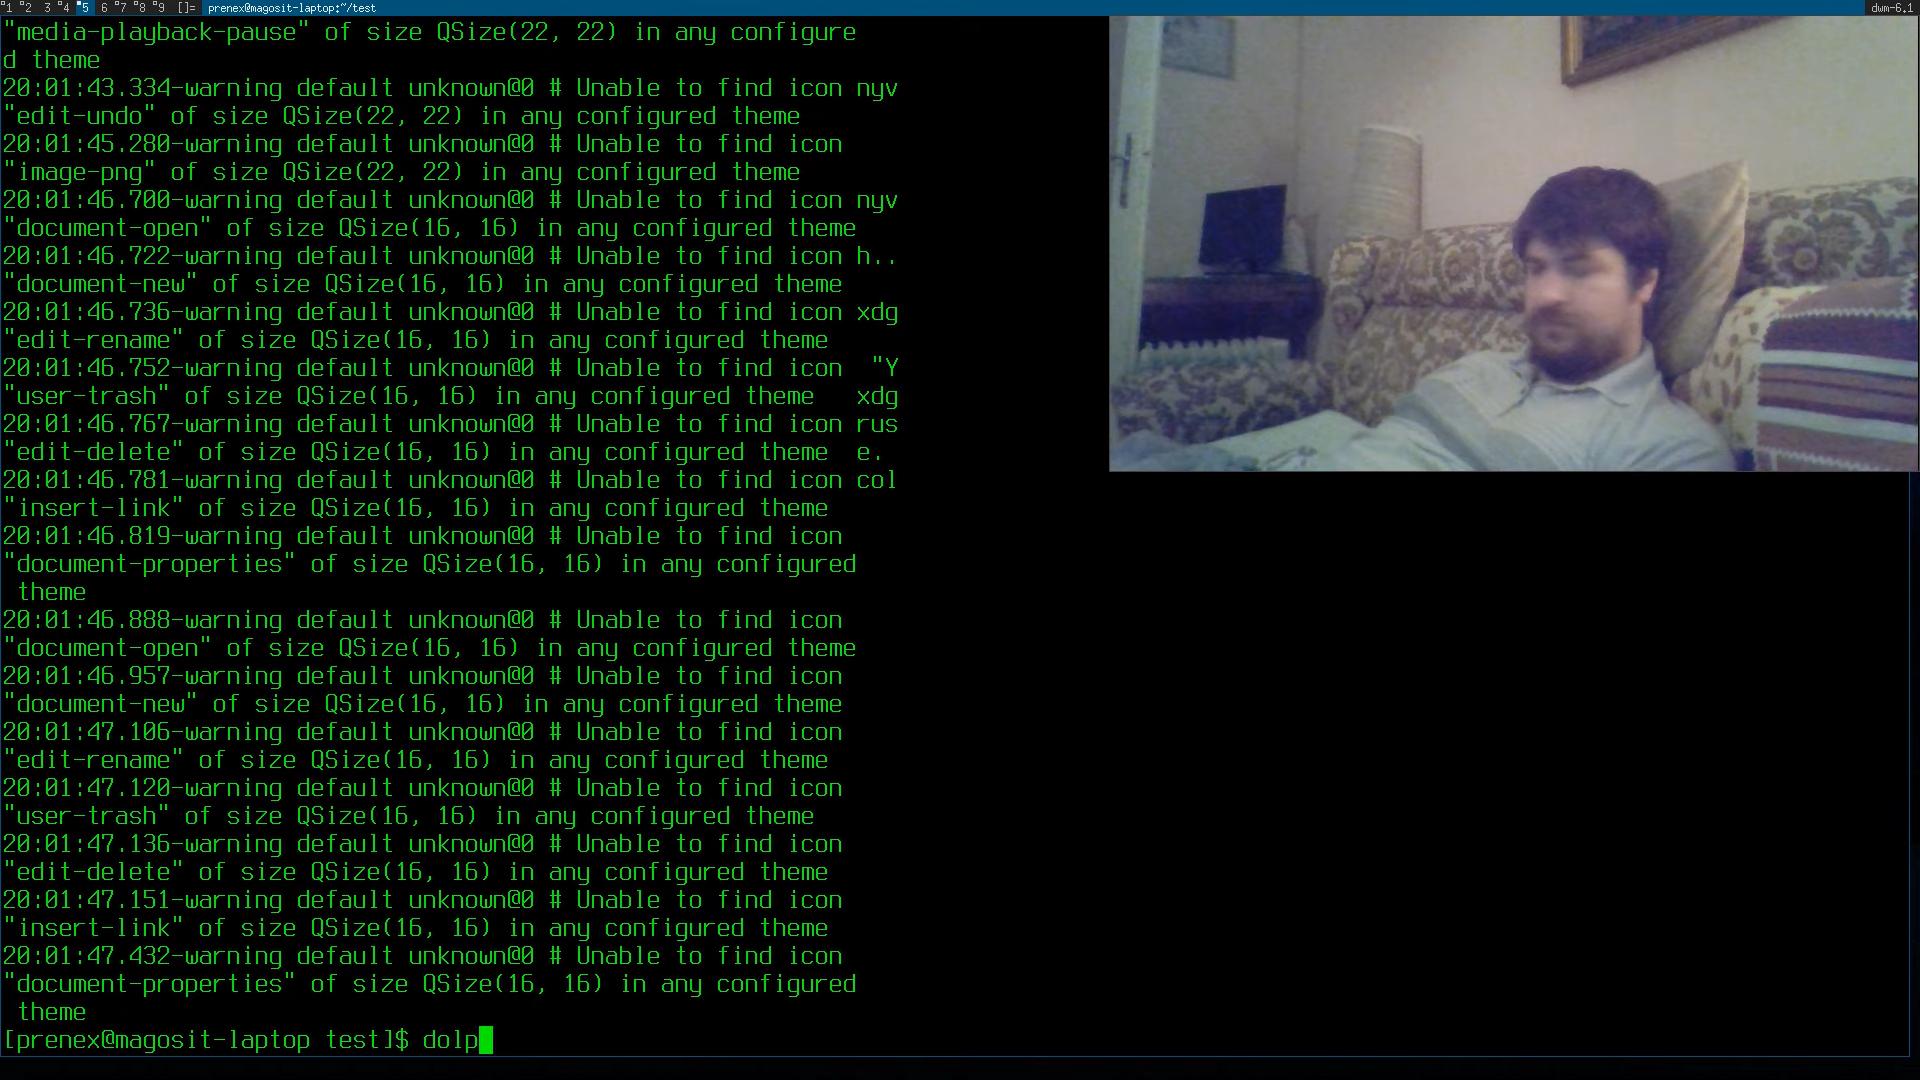 1 2 3 4 5 6 7 8 9 []= prenex@magosit-laptop:~/test dwm-6.1
"media-playback-pause" of size QSize(22, 22) in any configure
d theme
20:01:43.334-warning default unknown@0 # Unable to find icon nyv
"edit-undo" of size QSize(22, 22) in any configured theme
20:01:45.280-warning default unknown@0 # Unable to find icon
"image-png" of size QSize(22, 22) in any configured theme
20:01:46.700-warning default unknown@0 # Unable to find icon nyv
"document-open" of size QSize(16, 16) in any configured theme
20:01:46.722-warning default unknown@0 # Unable to find icon h..
"document-new" of size QSize(16, 16) in any configured theme
20:01:46.736-warning default unknown@0 # Unable to find icon xdg
"edit-rename" of size QSize(16, 16) in any configured theme
20:01:46.752-warning default unknown@0 # Unable to find icon  "Y
"user-trash" of size QSize(16, 16) in any configured theme   xdg
20:01:46.767-warning default unknown@0 # Unable to find icon rus
"edit-delete" of size QSize(16, 16) in any configured theme  e.
20:01:46.781-warning default unknown@0 # Unable to find icon col
"insert-link" of size QSize(16, 16) in any configured theme
20:01:46.819-warning default unknown@0 # Unable to find icon
"document-properties" of size QSize(16, 16) in any configured
 theme
20:01:46.888-warning default unknown@0 # Unable to find icon
"document-open" of size QSize(16, 16) in any configured theme
20:01:46.957-warning default unknown@0 # Unable to find icon
"document-new" of size QSize(16, 16) in any configured theme
20:01:47.106-warning default unknown@0 # Unable to find icon
"edit-rename" of size QSize(16, 16) in any configured theme
20:01:47.120-warning default unknown@0 # Unable to find icon
"user-trash" of size QSize(16, 16) in any configured theme
20:01:47.136-warning default unknown@0 # Unable to find icon
"edit-delete" of size QSize(16, 16) in any configured theme
20:01:47.151-warning default unknown@0 # Unable to find icon
"insert-link" of size QSize(16, 16) in any configured theme
20:01:47.432-warning default unknown@0 # Unable to find icon
"document-properties" of size QSize(16, 16) in any configured
 theme
[prenex@magosit-laptop test]$ dolp